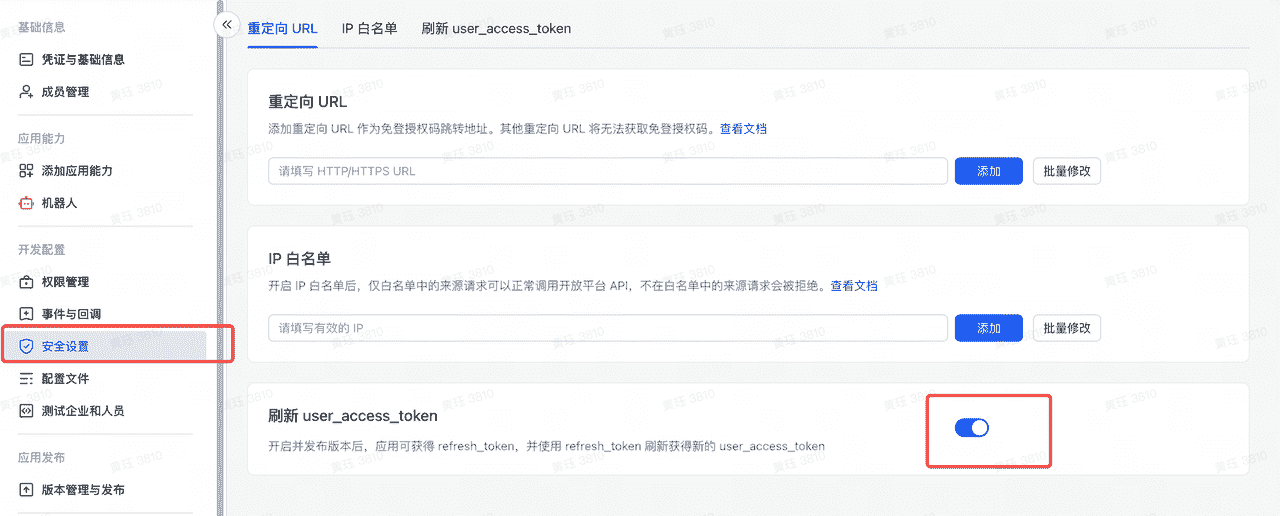 基础信息
凭证与基础信息
成员管理
应用能力
添加应用能力
机器人
开发配置
权限管理
事件与回调
安全设置
配置文件
测试企业和人员
应用发布
版本管理与发布
重定向 URL
IP 白名单
刷新 user_access_token
重定向 URL
添加重定向 URL 作为免登授权码跳转地址。其他重定向 URL 将无法获取免登授权码。查看文档
请填写 HTTP/HTTPS URL
添加
批量修改
IP 白名单
开启 IP 白名单后，仅白名单中的来源请求可以正常调用开放平台 API，不在白名单中的来源请求会被拒绝。查看文档
请填写有效的 IP
添加
批量修改
刷新 user_access_token
开启并发布版本后，应用可获得 refresh_token，并使用 refresh_token 刷新获得新的 user_access_token
黄珏 3810